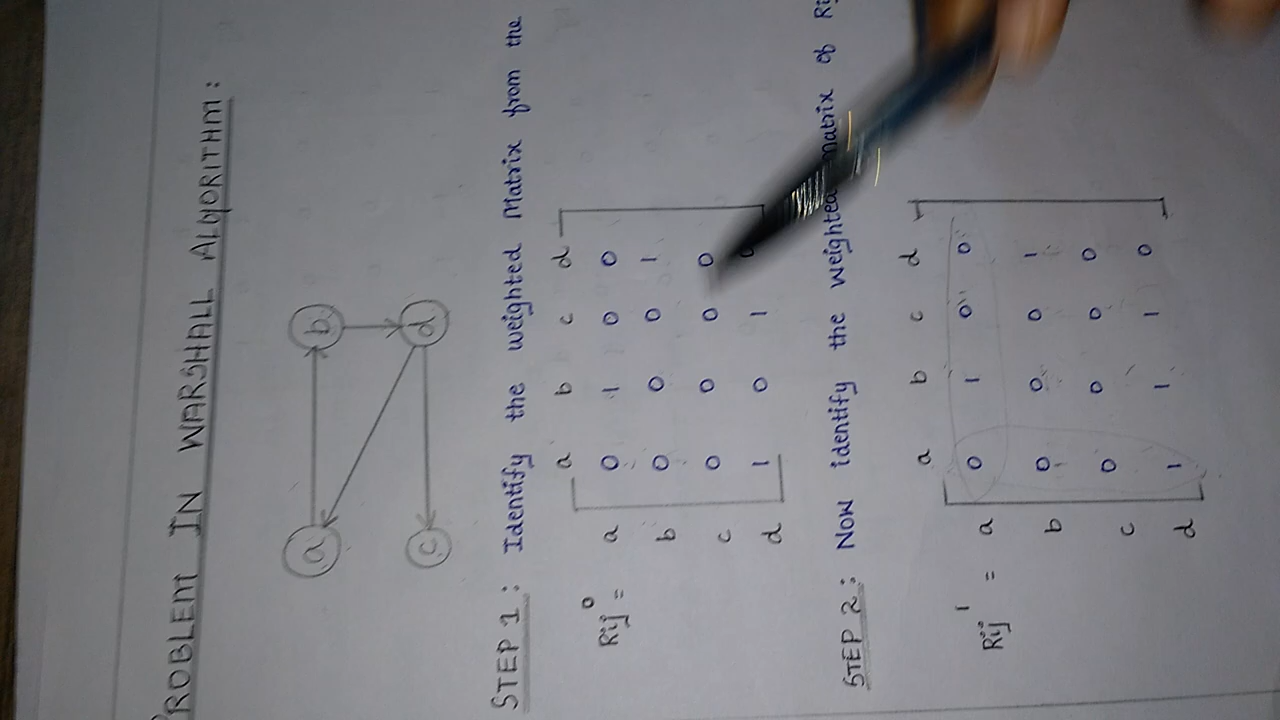 PROBLEM IN WARSHALL ALGORITHM :
a b
c d
STEP 1 : Identify the weighted Matrix from the
a b c d
Rij⁰ = a 0 1 0 0
b 0 0 0 1
c 0 0 0 0
d 1 0 1 0
STEP 2 : Now identify the weighted matrix of
a b c d
Rij¹ = a 0 1 0 0
b 0 0 0 1
c 0 0 0 0
d 1 1 1 0